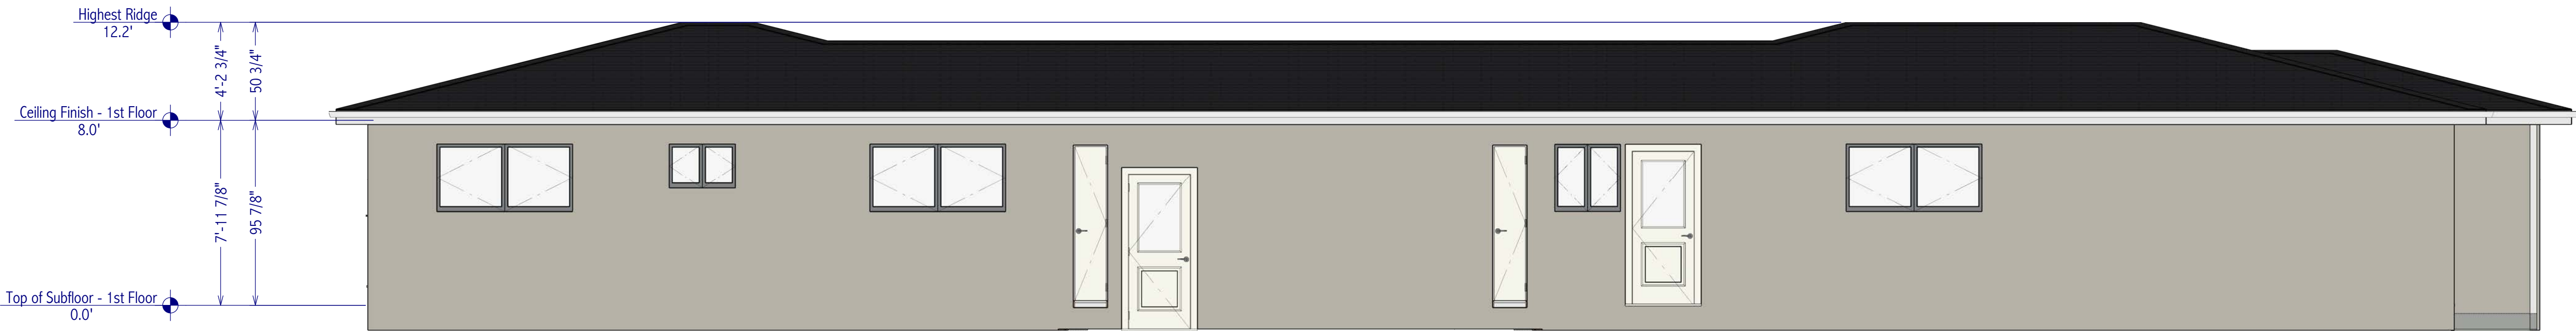 Highest Ridge
12.2'
4'-2 3/4"
50 3/4"
Ceiling Finish - 1st Floor
8.0'
7'-11 7/8"
95 7/8"
Top of Subfloor - 1st Floor
0.0'